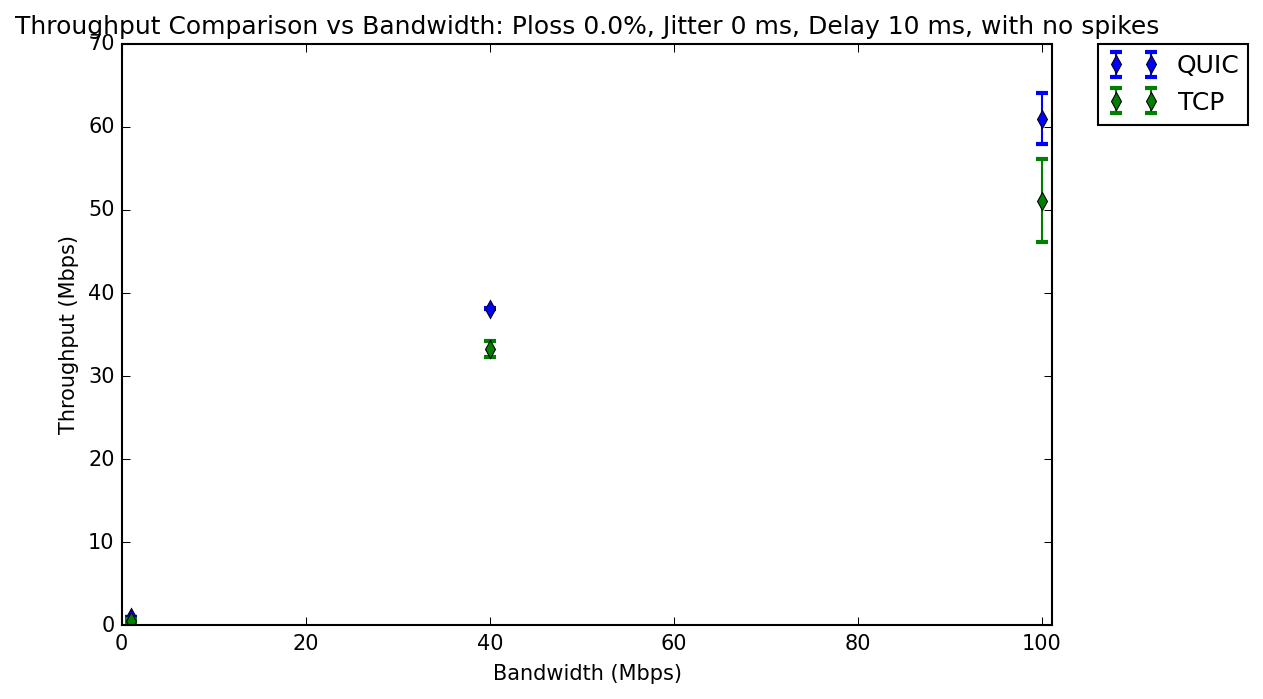 Throughput Comparison vs Bandwidth: Ploss 0.0%, Jitter 0 ms, Delay 10 ms, with no spikes
70
60
50
40
30
20
10
0
Throughput (Mbps)
0 20 40 60 80 100
Bandwidth (Mbps)
QUIC
TCP